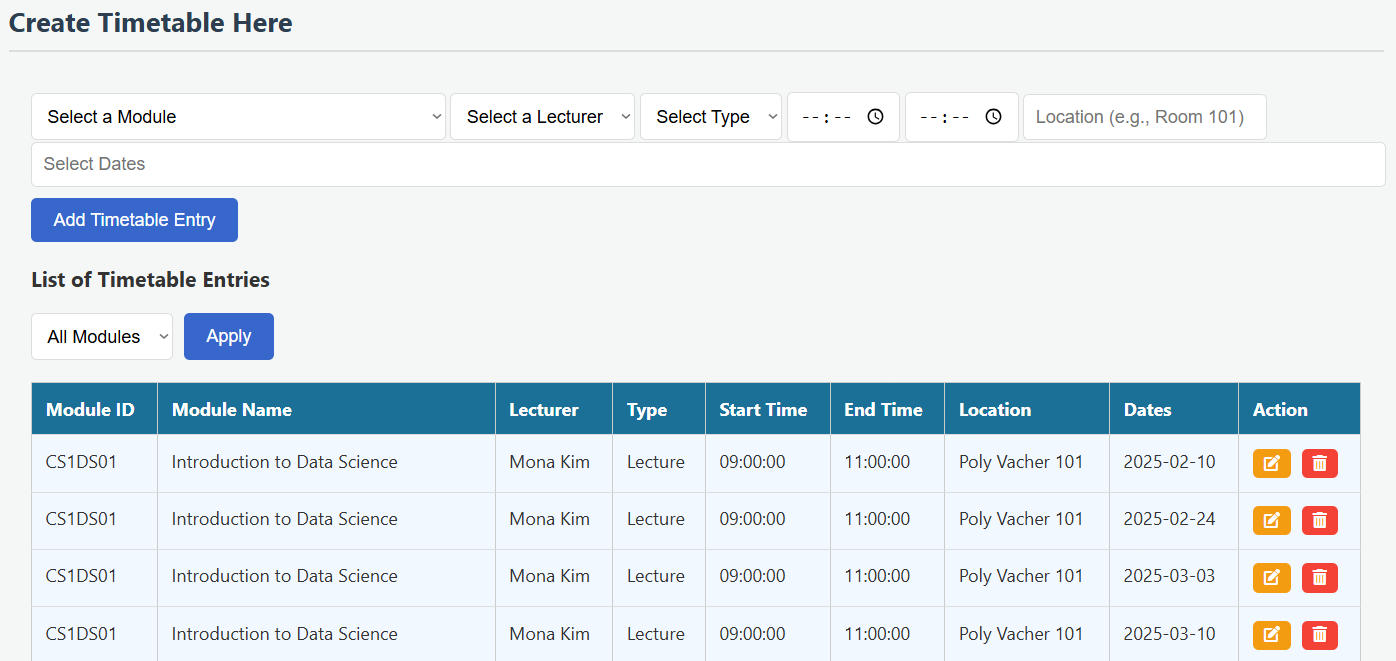 Create Timetable Here
Select a Module Select a Lecturer Select Type --:-- --:-- Location (e.g., Room 101)
Select Dates
Add Timetable Entry
List of Timetable Entries
All Modules Apply
Module ID Module Name Lecturer Type Start Time End Time Location Dates Action
CS1DS01 Introduction to Data Science Mona Kim Lecture 09:00:00 11:00:00 Poly Vacher 101 2025-02-10
CS1DS01 Introduction to Data Science Mona Kim Lecture 09:00:00 11:00:00 Poly Vacher 101 2025-02-24
CS1DS01 Introduction to Data Science Mona Kim Lecture 09:00:00 11:00:00 Poly Vacher 101 2025-03-03
CS1DS01 Introduction to Data Science Mona Kim Lecture 09:00:00 11:00:00 Poly Vacher 101 2025-03-10